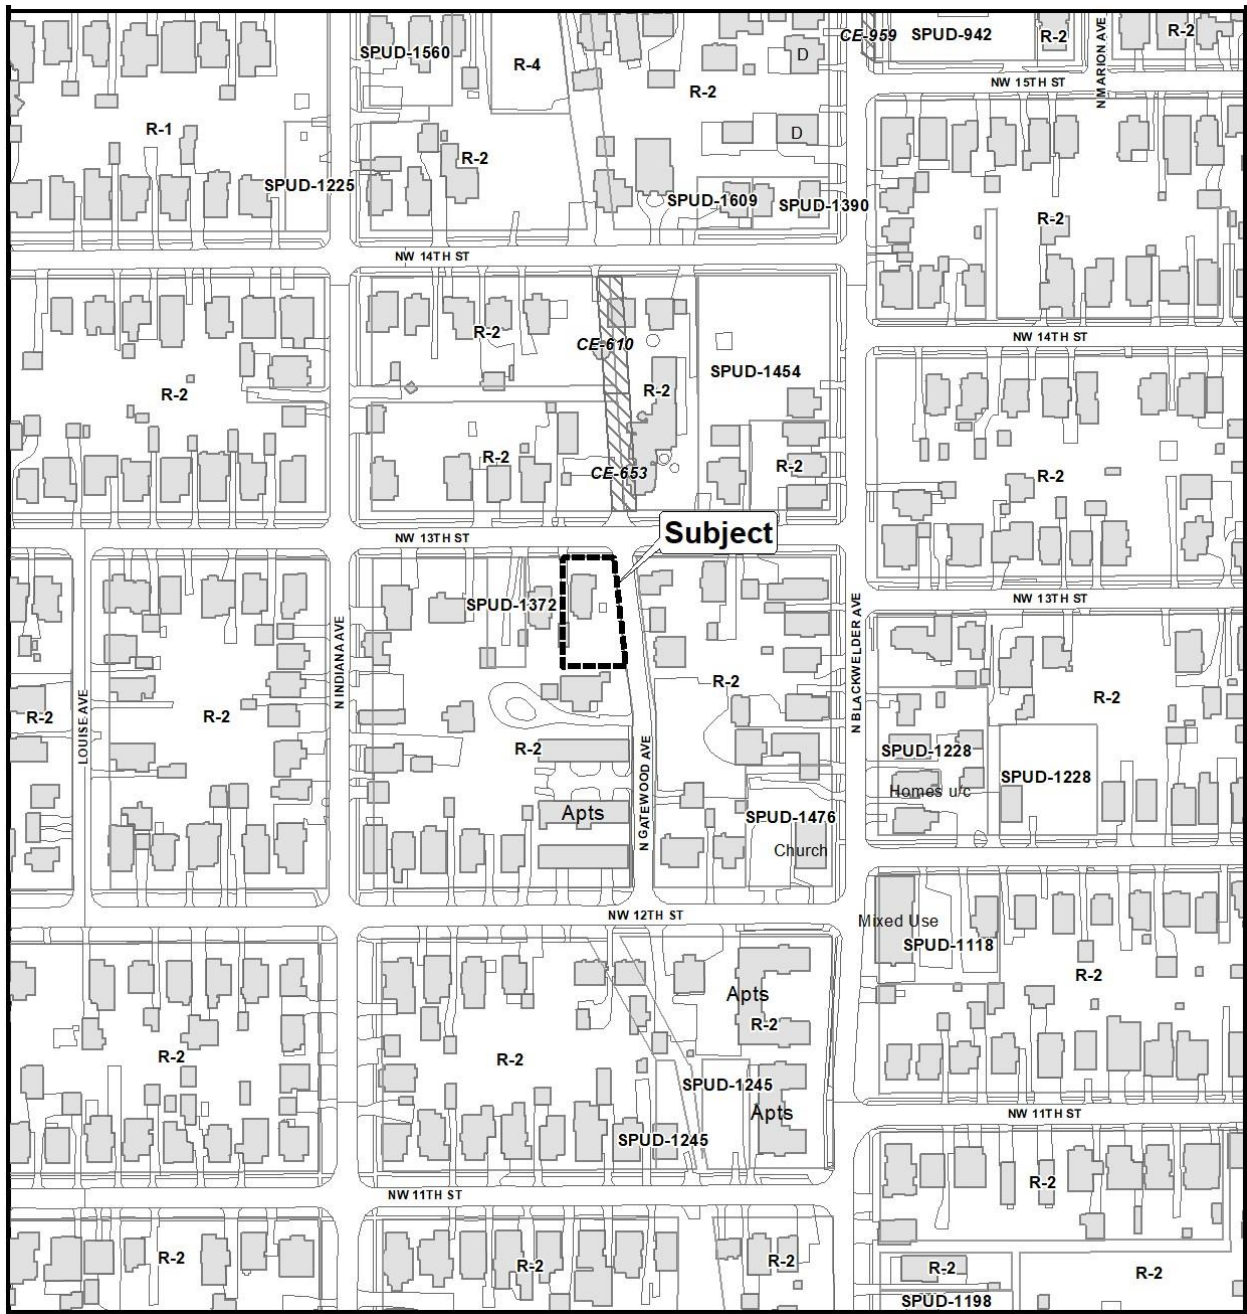 CE-959
SPUD-942
R-2
R-2
N MARION AVE
SPUD-1560
R-4
D
NW 15TH ST
R-2
R-1
D
R-2
SPUD-1225
SPUD-1609
SPUD-1390
R-2
NW 14TH ST
R-2
CE-610
NW 14TH ST
SPUD-1454
R-2
R-2
R-2
CE-653
R-2
R-2
NW 13TH ST
Subject
SPUD-1372
NW 13TH ST
N INDIANA AVE
N BLACKWELDER AVE
R-2
R-2
R-2
R-2
LOUISE AVE
R-2
N GATEWOOD AVE
SPUD-1228
SPUD-1228
Homes u/c
Apts
SPUD-1476
Church
NW 12TH ST
Mixed Use
SPUD-1118
R-2
Apts
R-2
R-2
R-2
SPUD-1245
Apts
NW 11TH ST
SPUD-1245
R-2
NW 11TH ST
R-2
R-2
R-2
R-2
R-2
SPUD-1198